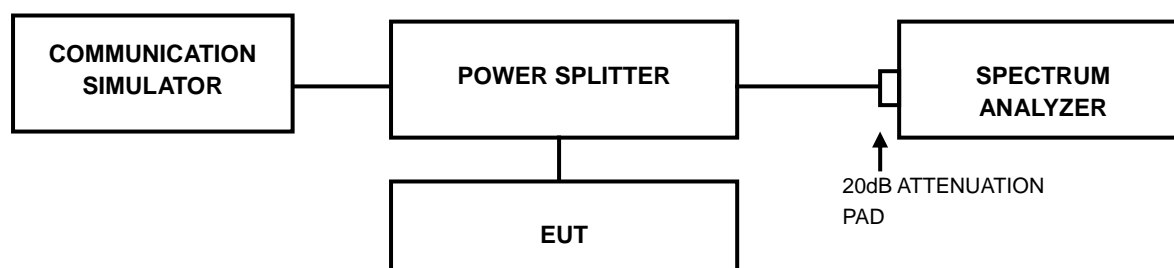 COMMUNICATION
SIMULATOR
POWER SPLITTER
SPECTRUM
ANALYZER
20dB ATTENUATION
PAD
EUT